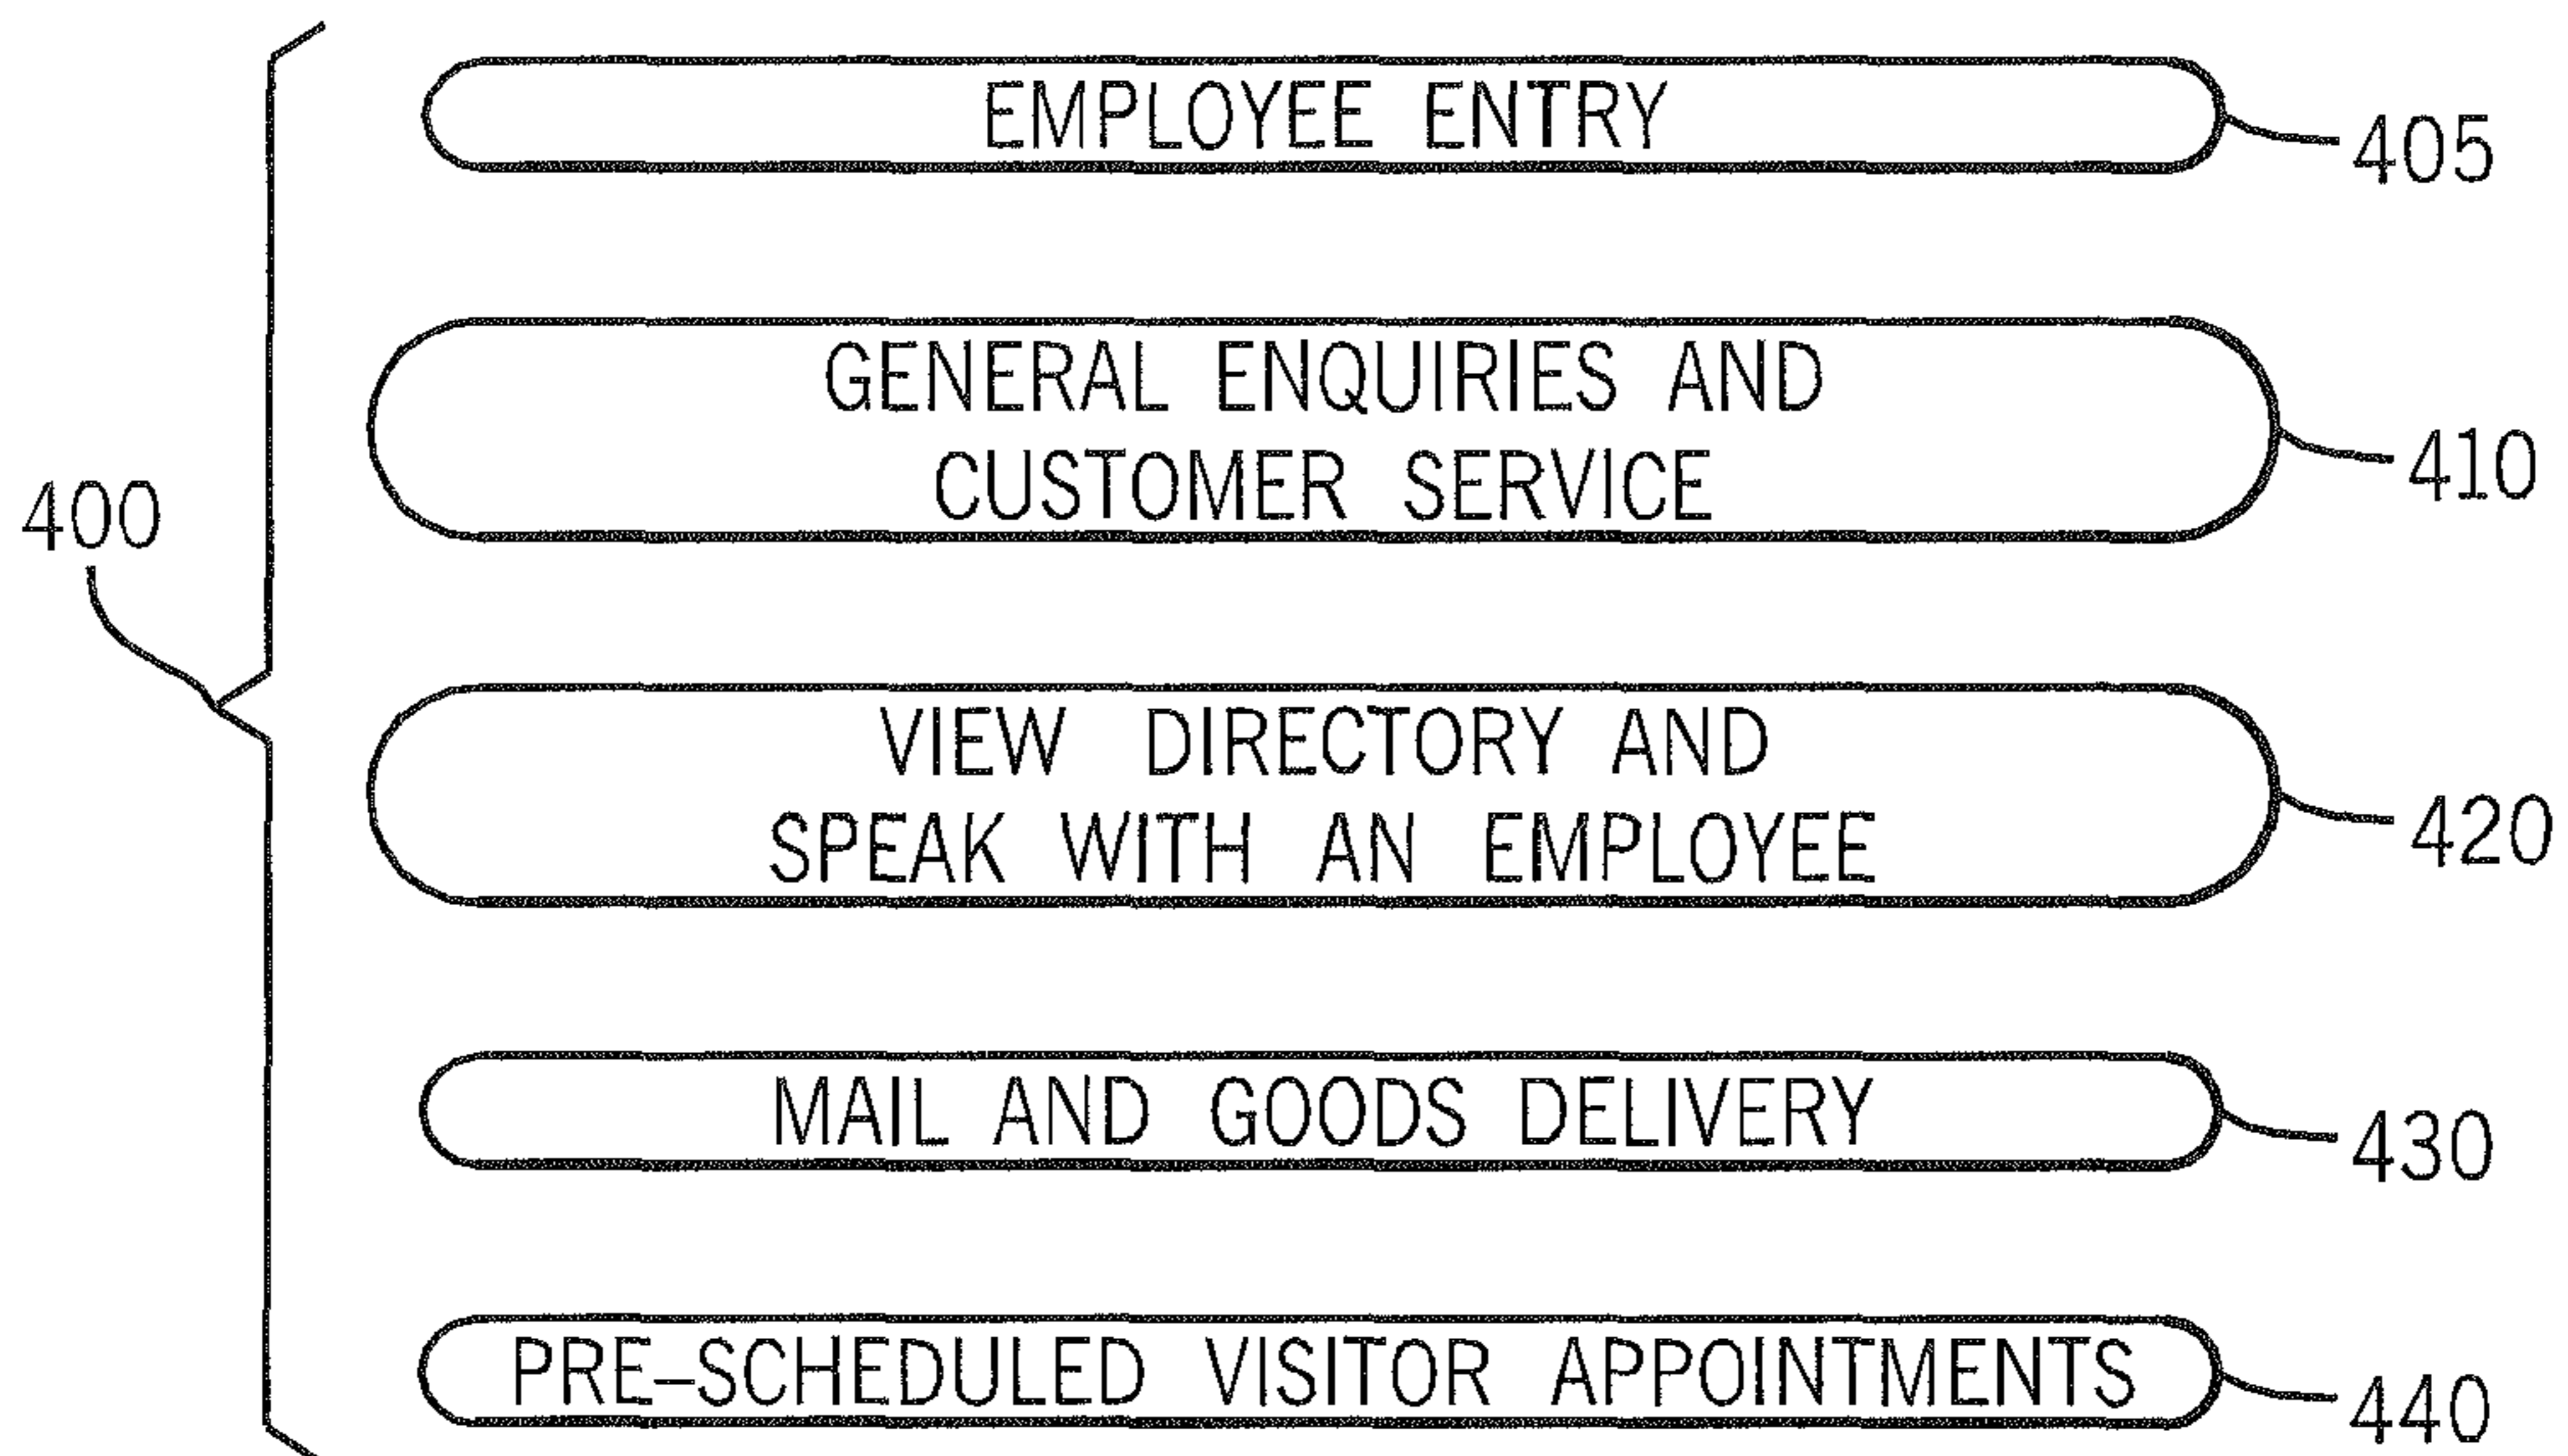 EMPLOYEE ENTRY
405
GENERAL ENQUIRIES AND
CUSTOMER SERVICE
410
400
VIEW DIRECTORY AND
SPEAK WITH AN EMPLOYEE
420
MAIL AND GOODS DELIVERY
430
PRE-SCHEDULED VISITOR APPOINTMENTS
440